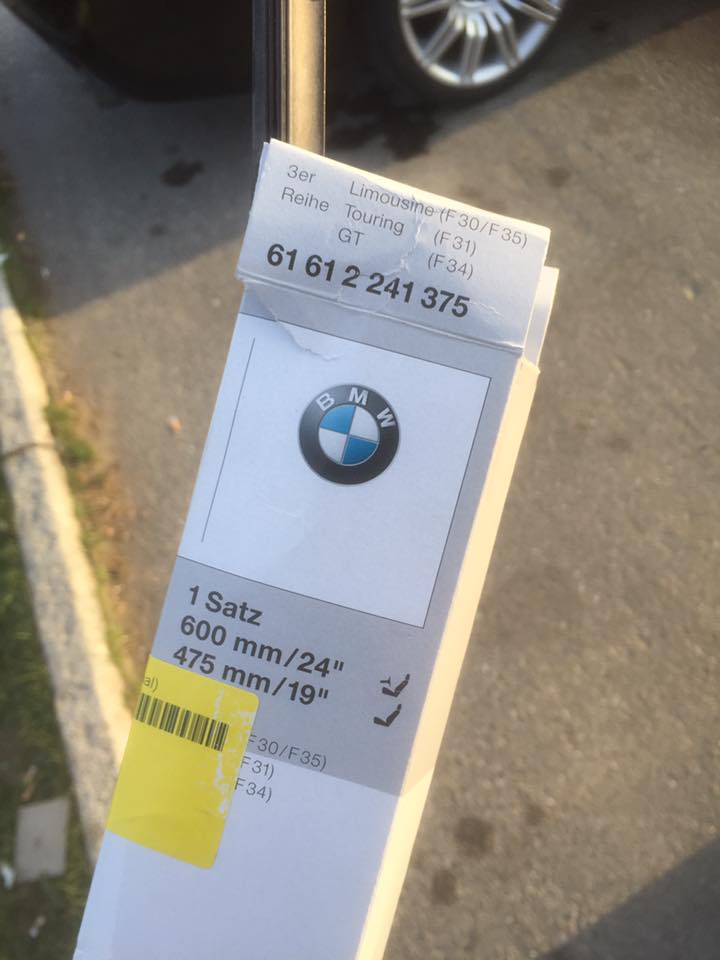 3er Limousine (F30/F35)
Reihe Touring (F31)
GT (F34)
61 61 2 241 375
BMW
1 Satz
600 mm/24"
475 mm/19"
al)
F30/F35)
F31)
F34)